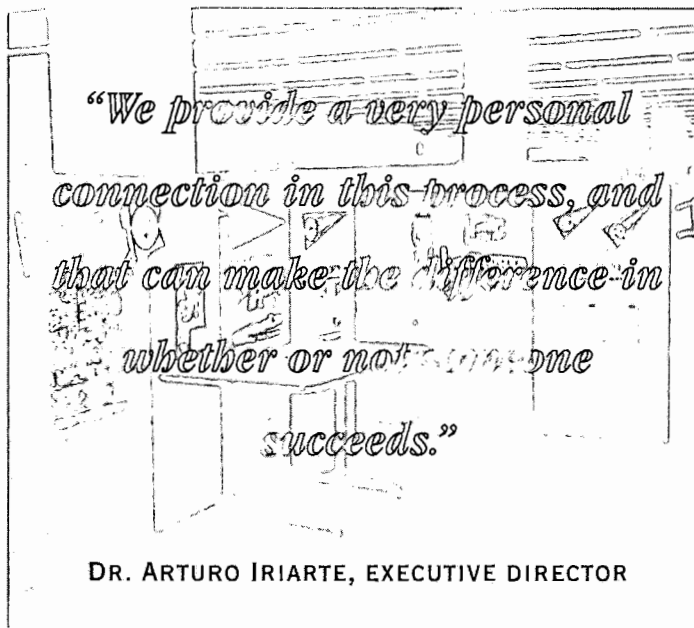 “We provide a very personal
connection in this process, and
that can make the difference in
whether or not someone
succeeds.”
DR. ARTURO IRIARTE, EXECUTIVE DIRECTOR